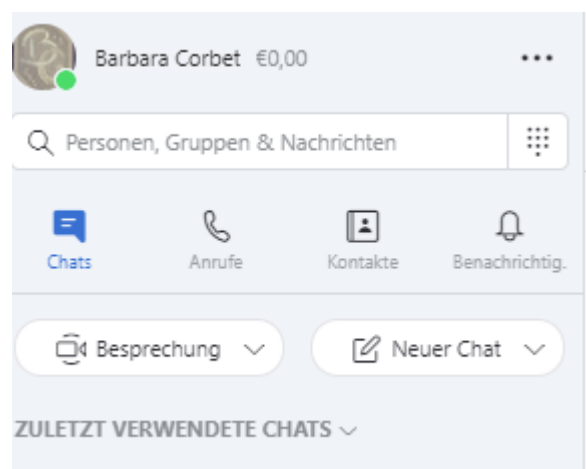 Barbara Corbet €0,00
Personen, Gruppen & Nachrichten
Chats Anrufe Kontakte Benachrichtig.
Besprechung Neuer Chat
ZULETZT VERWENDETE CHATS